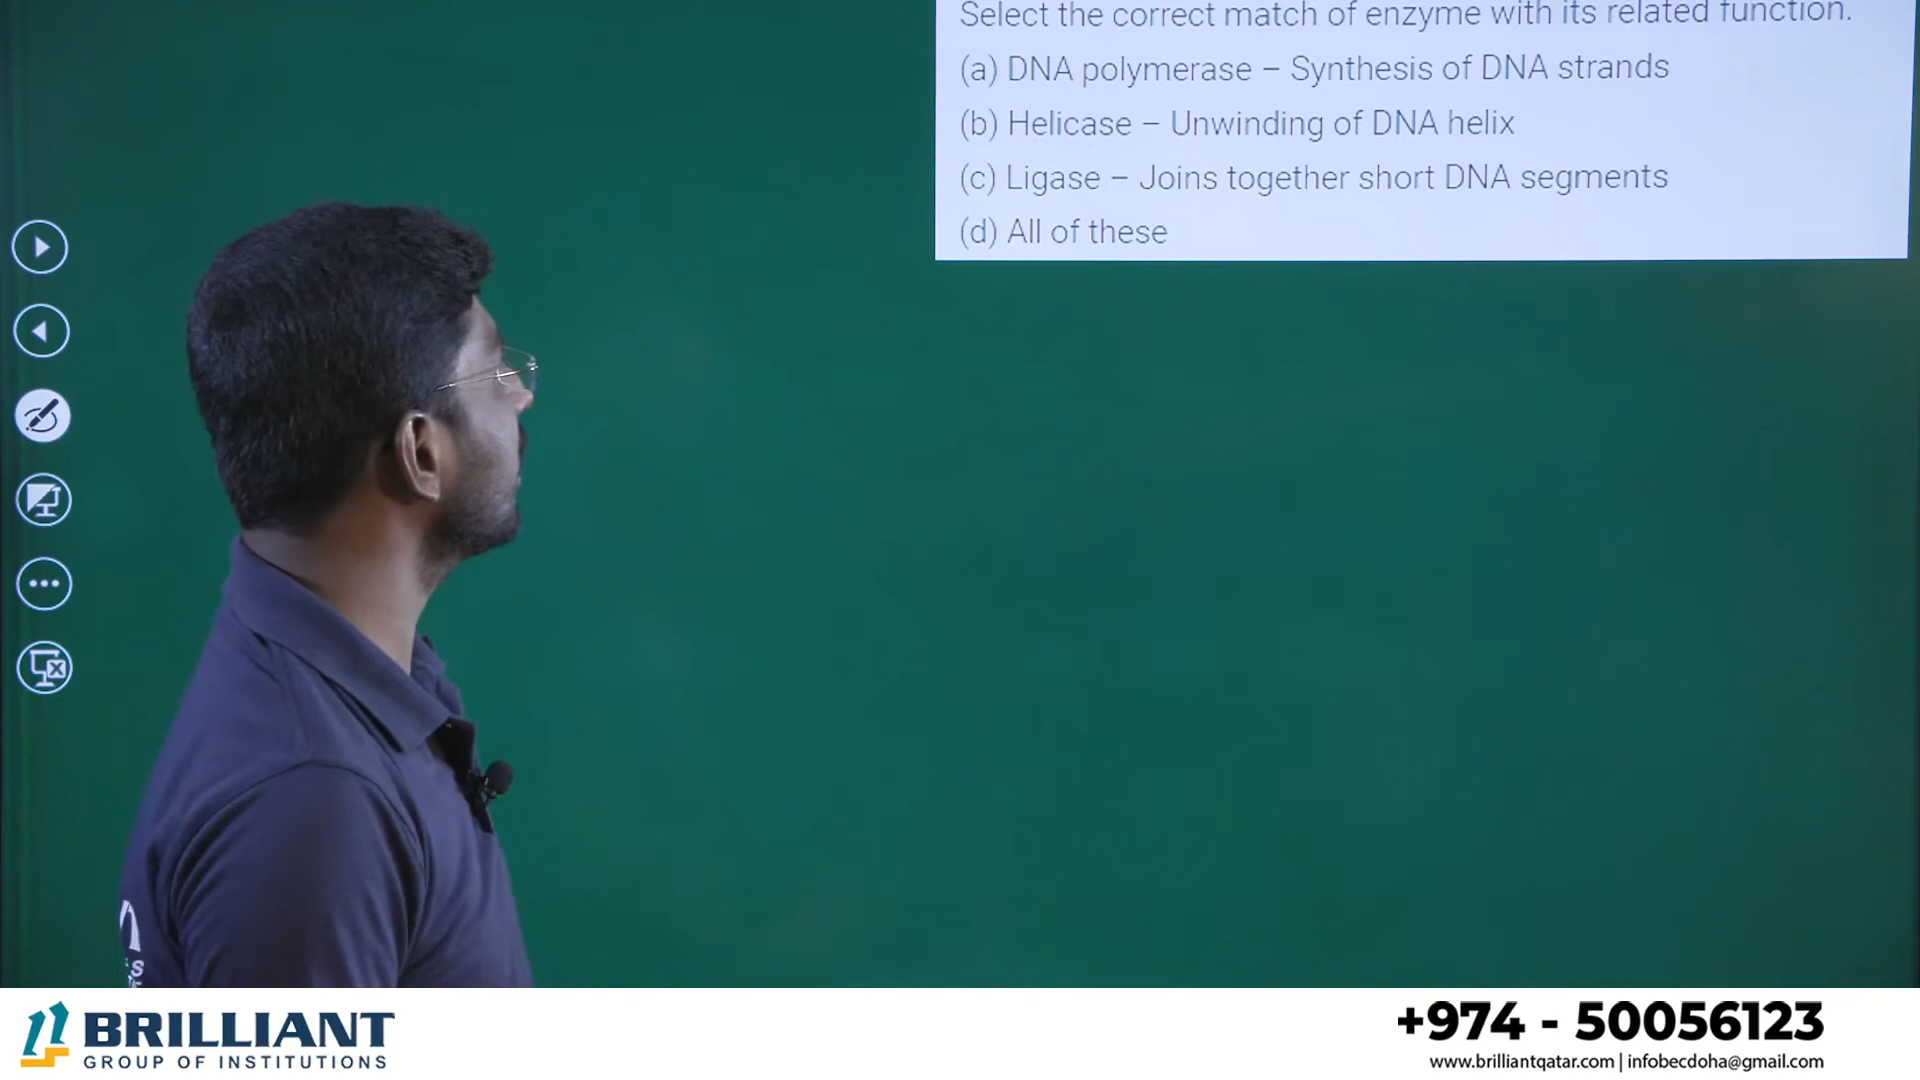 Select the correct match of enzyme with its related function.
(a) DNA polymerase – Synthesis of DNA strands
(b) Helicase – Unwinding of DNA helix
(c) Ligase – Joins together short DNA segments
(d) All of these
BRILLIANT
GROUP OF INSTITUTIONS
+974 - 50056123
www.brilliantqatar.com | infobecdoha@gmail.com